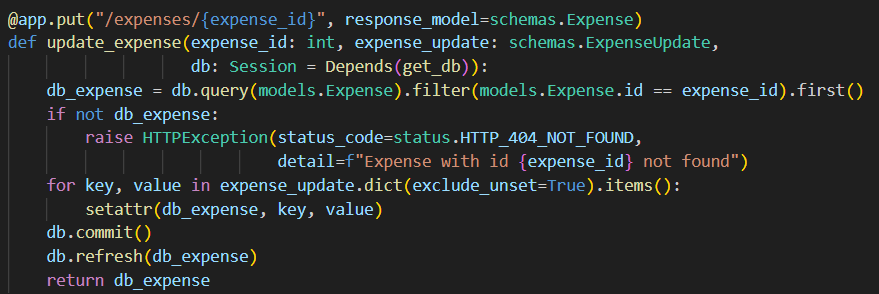 @app.put("/expenses/{expense_id}", response_model=schemas.Expense)
def update_expense(expense_id: int, expense_update: schemas.ExpenseUpdate,
                   db: Session = Depends(get_db)):
    db_expense = db.query(models.Expense).filter(models.Expense.id == expense_id).first()
    if not db_expense:
        raise HTTPException(status_code=status.HTTP_404_NOT_FOUND,
                            detail=f"Expense with id {expense_id} not found")
    for key, value in expense_update.dict(exclude_unset=True).items():
        setattr(db_expense, key, value)
    db.commit()
    db.refresh(db_expense)
    return db_expense